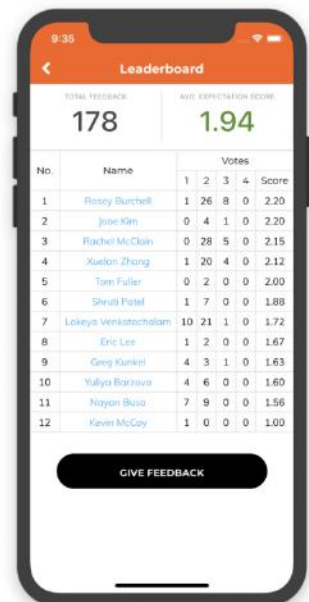 9:35
Leaderboard
TOTAL FEEDBACK AVG. EXPECTATION SCORE
178 1.94
No. Name Votes
1 2 3 4 Score
1 Rosey Burchell 1 26 8 0 2.20
2 Jane Kim 0 4 1 0 2.20
3 Rachel McClain 0 28 5 0 2.15
4 Xuelan Zhang 1 20 4 0 2.12
5 Tom Fuller 0 2 0 0 2.00
6 Shruti Patel 1 7 0 0 1.88
7 Lokeya Venkatachalam 10 21 1 0 1.72
8 Eric Lee 1 2 0 0 1.67
9 Greg Kunkel 4 3 1 0 1.63
10 Yuliya Barzova 4 6 0 0 1.60
11 Nayan Busa 7 9 0 0 1.56
12 Kevin McCoy 1 0 0 0 1.00
GIVE FEEDBACK